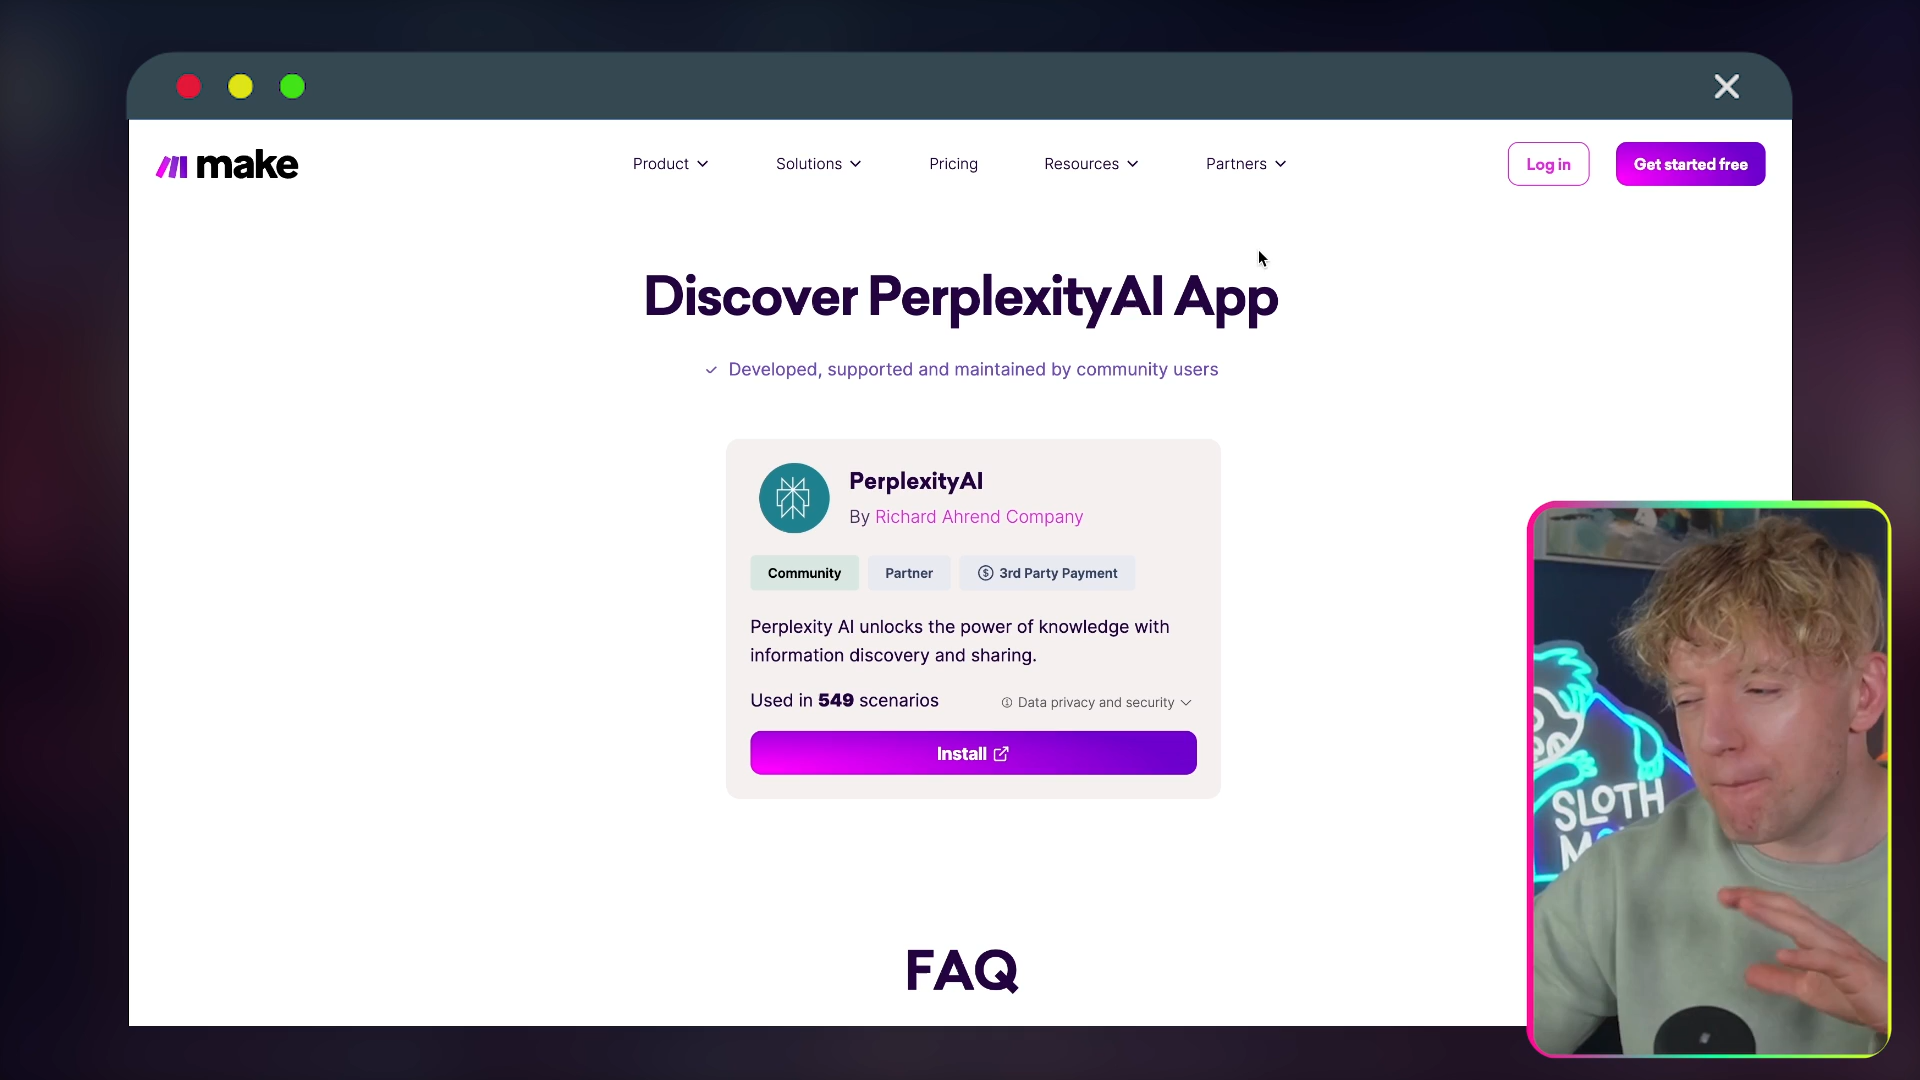 make
Product
Solutions
Pricing
Resources
Partners
Log in
Get started free
Discover PerplexityAI App
Developed, supported and maintained by community users
PerplexityAI
By Richard Ahrend Company
Community
Partner
3rd Party Payment
Perplexity AI unlocks the power of knowledge with
information discovery and sharing.
Used in 549 scenarios
Data privacy and security
Install
FAQ
SLOTH